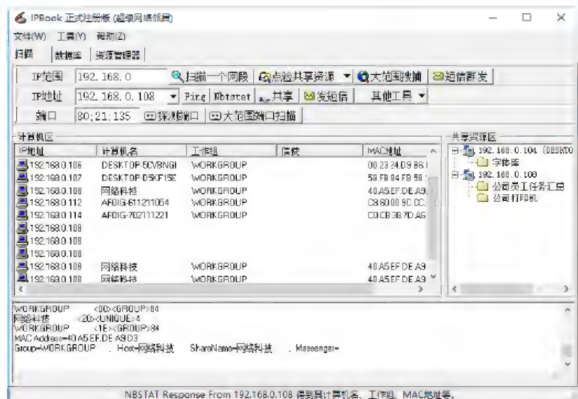 IPBook 正式注册板 (超级网络邻居)
文件(W) 工具(Y) 帮助(Z)
扫描 数据库 资源管理器
IP范围 192.168.0 扫描一个网段 点验共享资源 大范围搜捕 短信群发
IP地址 192.168.0.108 Ping Nbtstat 共享 发短信 其他工具
端口 80;21;135 探测端口 大范围端口扫描
计算机区 共享资源区
IP地址 计算机名 工作组 信使 MAC地址
192.168.0.106 WORKGROUP
192.168.0.107 WORKGROUP
192.168.0.108 网络科技 WORKGROUP 40.A5.EF.DE.A9.
192.168.0.112 AFDIG-611211054 WORKGROUP
192.168.0.114 AFDIG-702111221 WORKGROUP
192.168.0.108
192.168.0.108
192.168.0.108
192.168.0.108 网络科技 WORKGROUP 40.A5.EF.DE.A9.
192.168.0.108 网络科技 WORKGROUP 40.A5.EF.DE.A9
192.168.0.104
字体库
192.168.0.108
公司员工任务汇总
公司打印机
WORKGROUP <00><GROUP>84
网络科技 <20><UNIQUE>4
WORKGROUP <1E><GROUP>84
MAC Address=40.A5.EF.DE.A9.D3
Group=WORKGROUP . Host=网络科技 ShareName=网络科技 . Messenger=
NBSTAT Response From 192.168.0.108 得到其计算机名、工作组、MAC地址等。